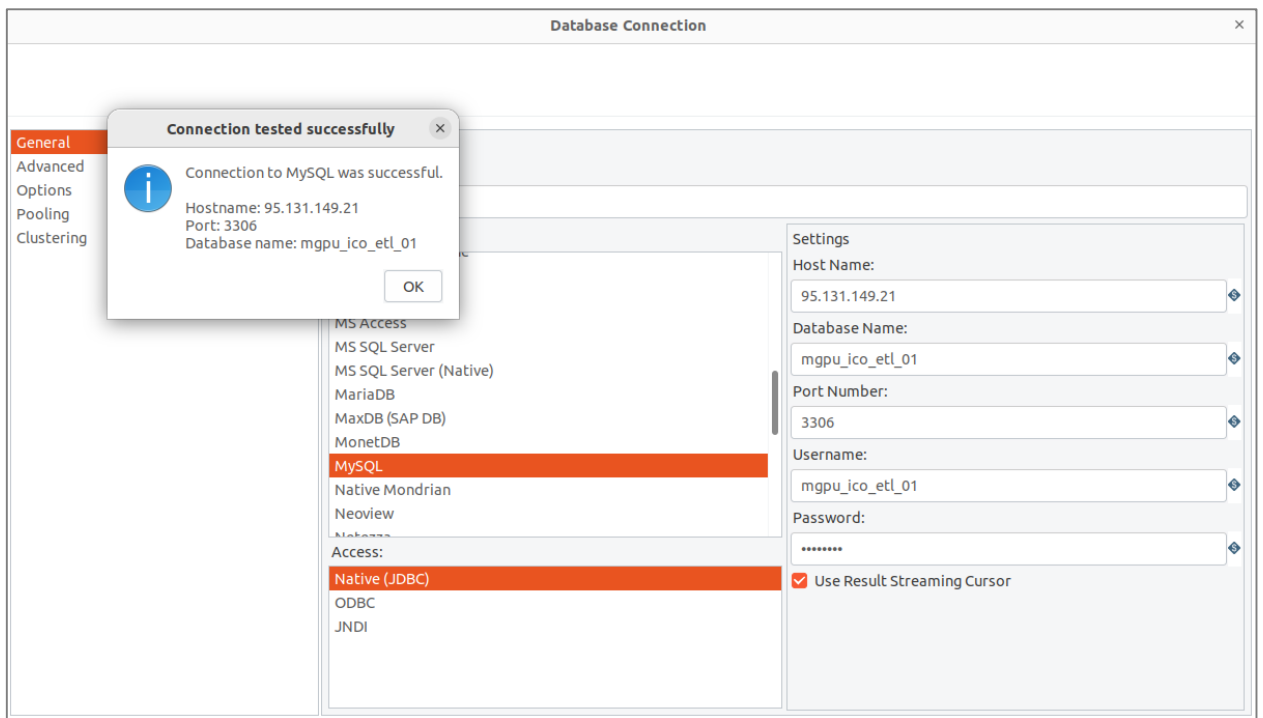 Database Connection
Connection tested successfully
Connection to MySQL was successful.
Hostname: 95.131.149.21
Port: 3306
Database name: mgpu_ico_etl_01
OK
General
Advanced
Options
Pooling
Clustering
MS Access
MS SQL Server
MS SQL Server (Native)
MariaDB
MaxDB (SAP DB)
MonetDB
MySQL
Native Mondrian
Neoview
Access:
Native (JDBC)
ODBC
JNDI
Settings
Host Name:
95.131.149.21
Database Name:
mgpu_ico_etl_01
Port Number:
3306
Username:
mgpu_ico_etl_01
Password:
••••••••
Use Result Streaming Cursor